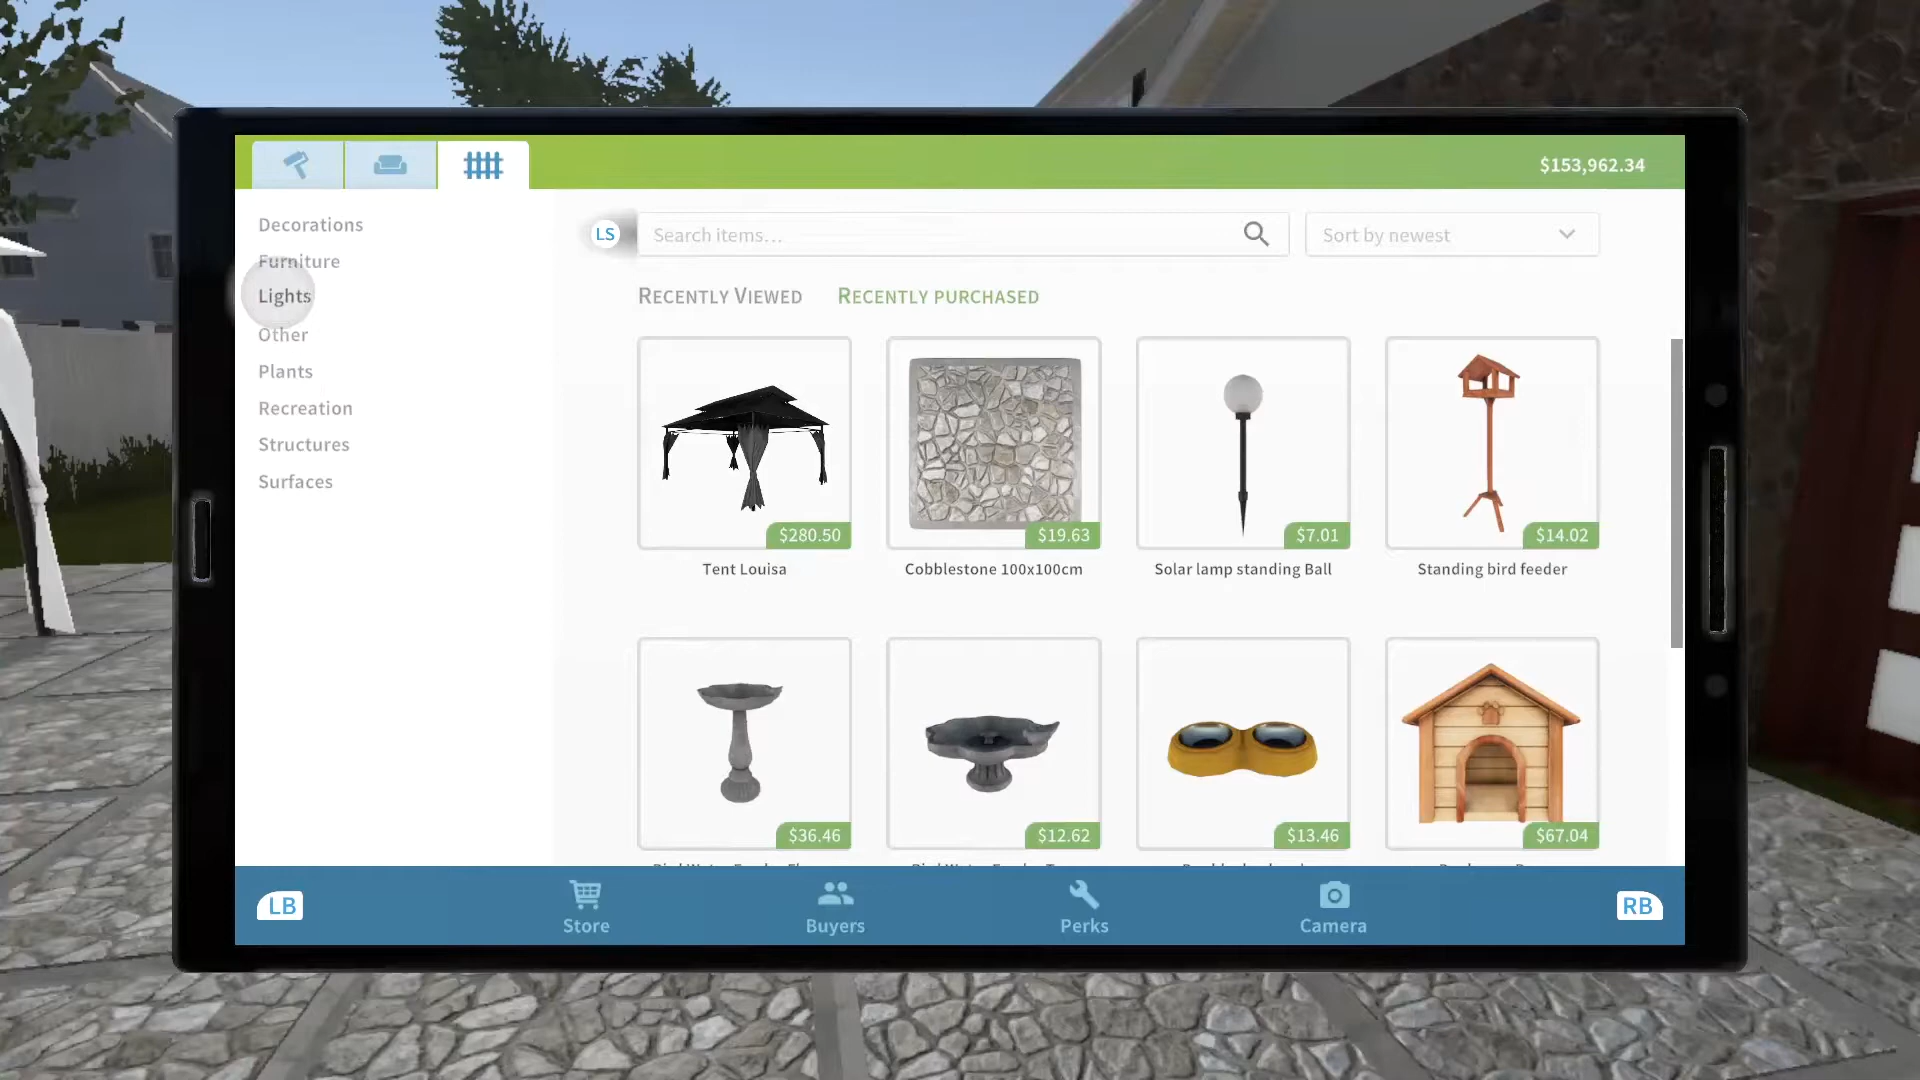 $153,962.34
Decorations
Furniture
Lights
Other
Plants
Recreation
Structures
Surfaces
LS
Search items...
Sort by newest
RECENTLY VIEWED
RECENTLY PURCHASED
$280.50
$19.63
$7.01
$14.02
Tent Louisa
Cobblestone 100x100cm
Solar lamp standing Ball
Standing bird feeder
$36.46
$12.62
$13.46
$67.04
LB
Store
Buyers
Perks
Camera
RB